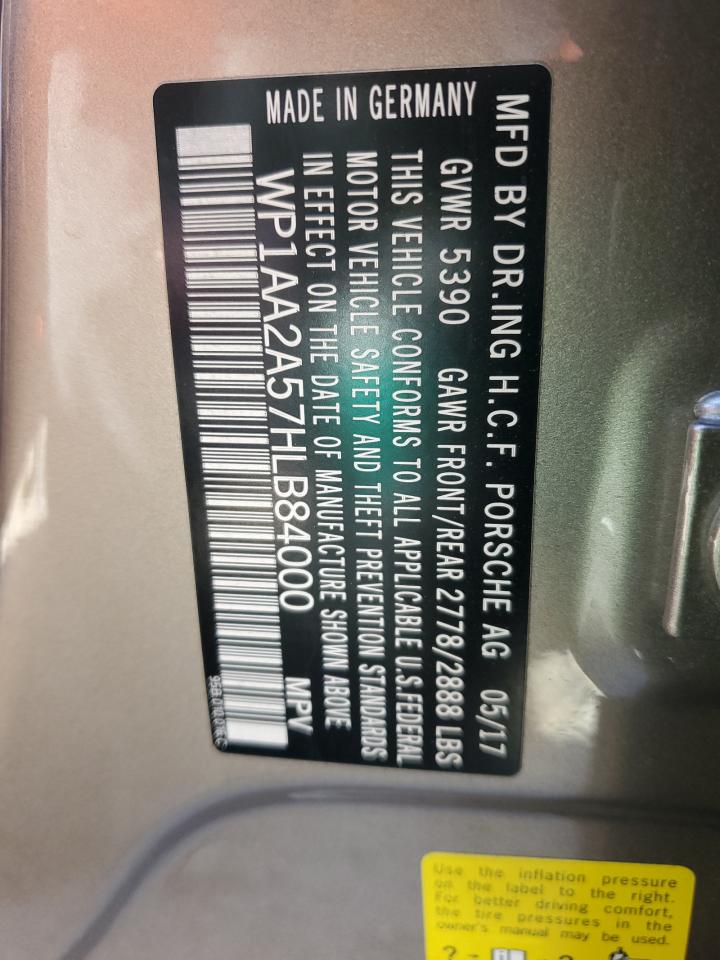 MFD BY DR.ING H.C.F. PORSCHE AG 05/17
GVWR 5390 GAWR FRONT/REAR 2778/2888 LBS
THIS VEHICLE CONFORMS TO ALL APPLICABLE U.S.FEDERAL
MOTOR VEHICLE SAFETY AND THEFT PREVENTION STANDARDS
IN EFFECT ON THE DATE OF MANUFACTURE SHOWN ABOVE
MADE IN GERMANY
WP1AA2A57HLB84000 MPV
Use the inflation pressure
on the label to the right.
For better driving comfort,
the tire pressures in the
owner's manual may be used.
? - - ?